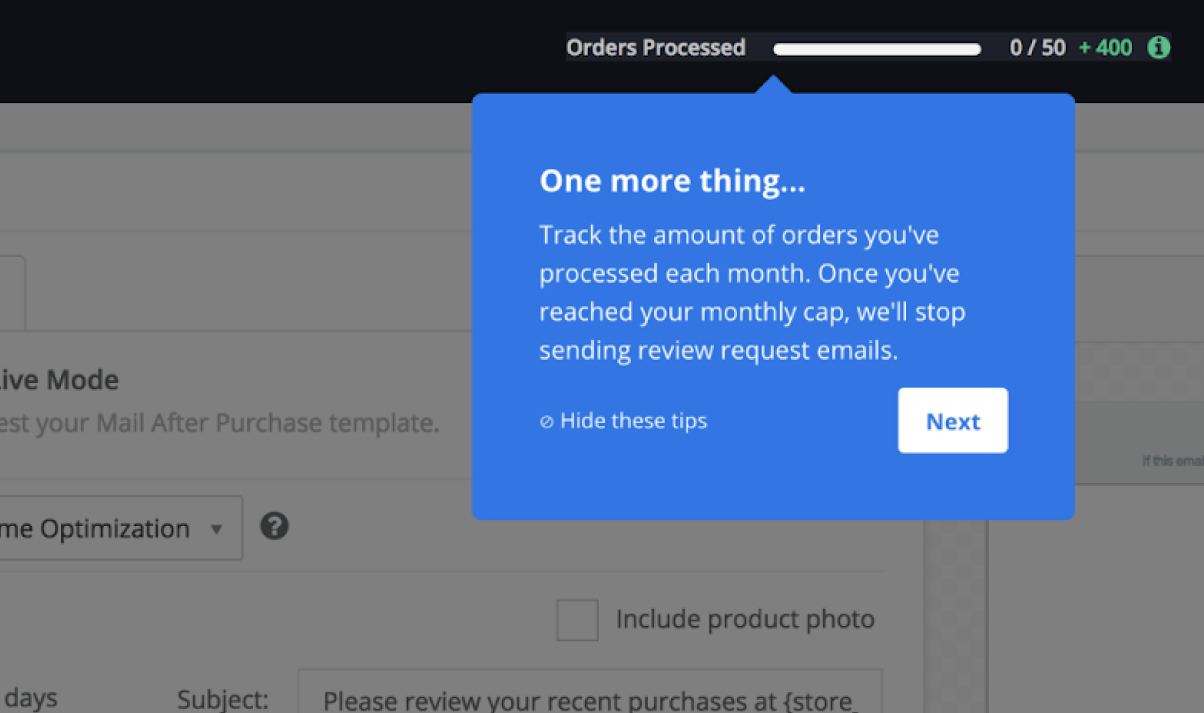 Orders Processed 0 / 50 + 400
One more thing...
Track the amount of orders you've
processed each month. Once you've
reached your monthly cap, we'll stop
sending review request emails.
Hide these tips
Next
ive Mode
est your Mail After Purchase template.
If this emai
me Optimization
Include product photo
days Subject: Please review your recent purchases at {store_